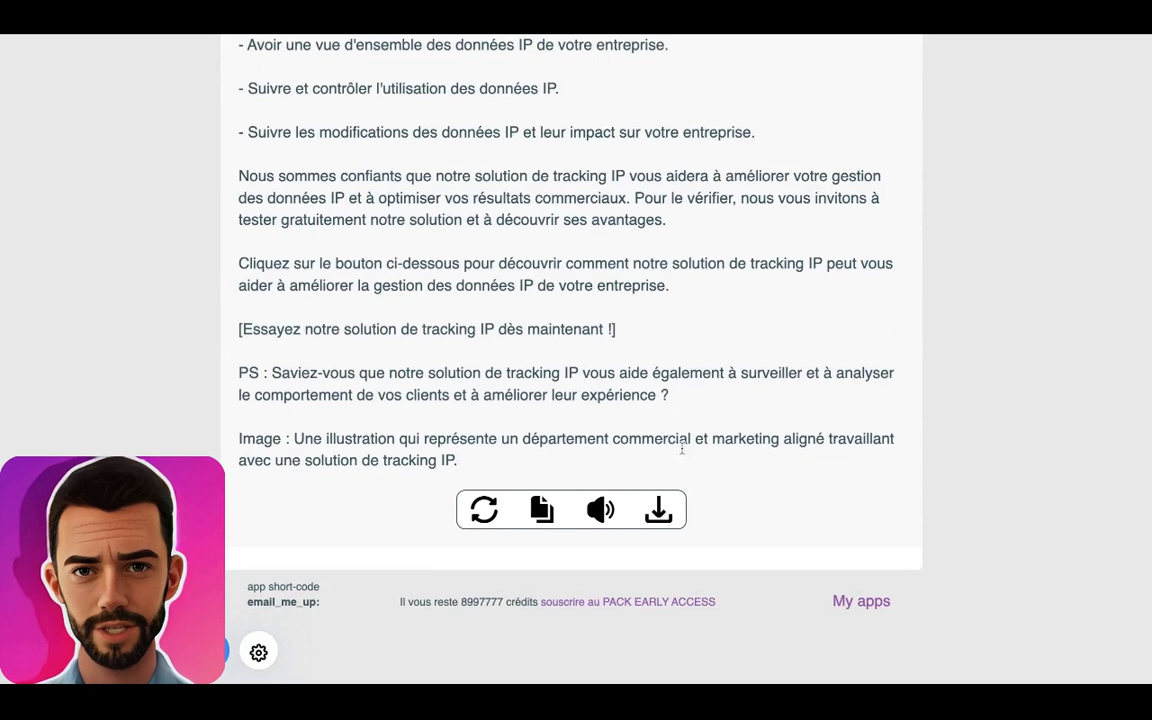 - Avoir une vue d'ensemble des données IP de votre entreprise.
- Suivre et contrôler l'utilisation des données IP.
- Suivre les modifications des données IP et leur impact sur votre entreprise.
Nous sommes confiants que notre solution de tracking IP vous aidera à améliorer votre gestion
des données IP et à optimiser vos résultats commerciaux. Pour le vérifier, nous vous invitons à
tester gratuitement notre solution et à découvrir ses avantages.
Cliquez sur le bouton ci-dessous pour découvrir comment notre solution de tracking IP peut vous
aider à améliorer la gestion des données IP de votre entreprise.
[Essayez notre solution de tracking IP dès maintenant !]
PS : Saviez-vous que notre solution de tracking IP vous aide également à surveiller et à analyser
le comportement de vos clients et à améliorer leur expérience ?
Image : Une illustration qui représente un département commercial et marketing aligné travaillant
avec une solution de tracking IP.
app short-code
email_me_up:
Il vous reste 8997777 crédits souscrire au PACK EARLY ACCESS
My apps